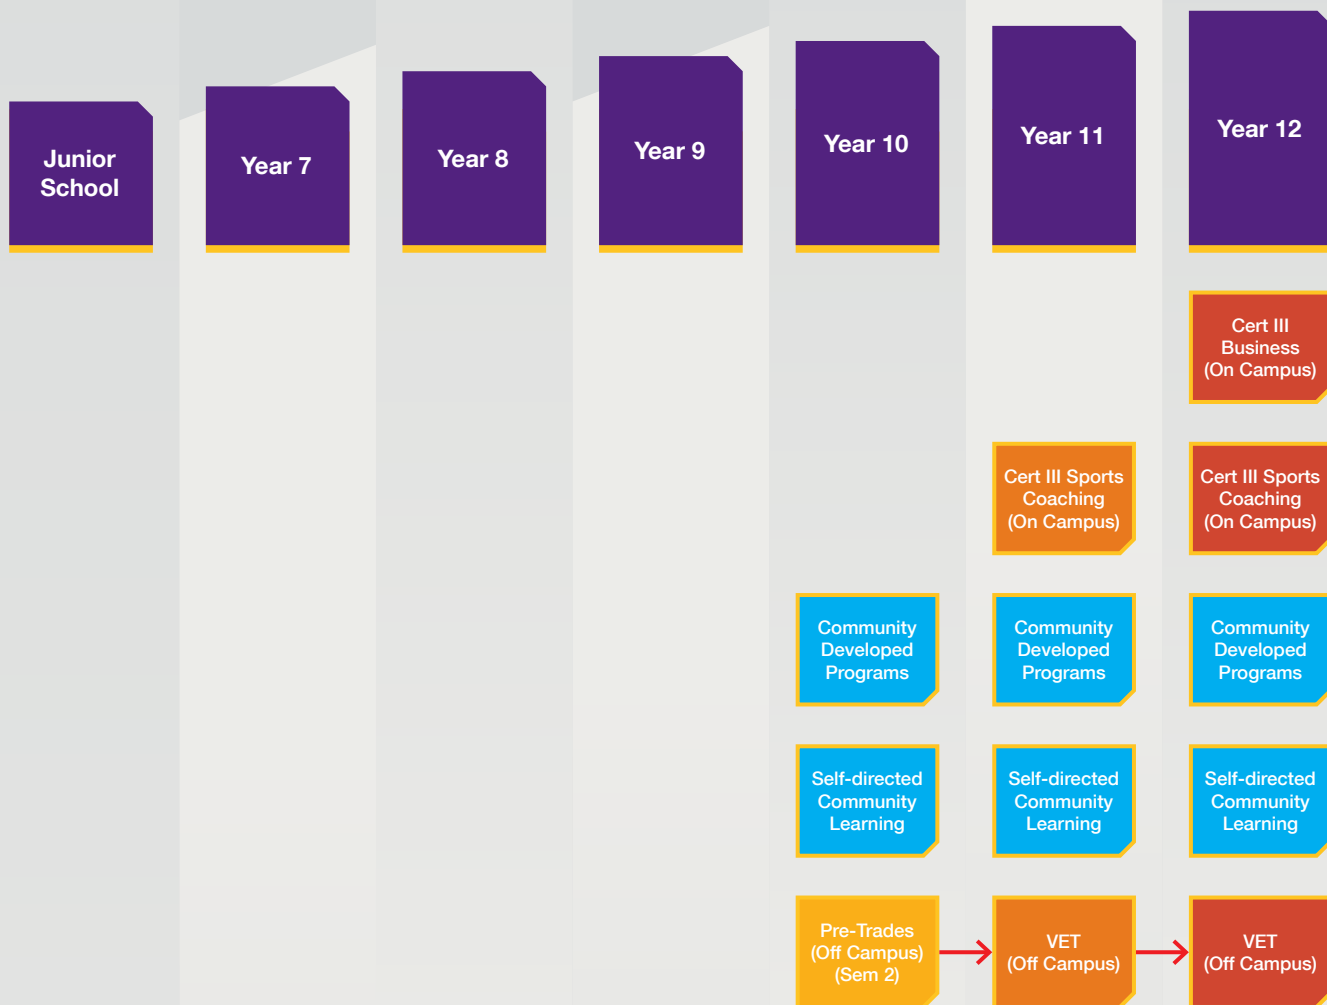 Junior
School
Year 7
Year 8
Year 9
Year 10
Year 11
Year 12
Cert III
Business
(On Campus)
Cert III Sports
Coaching
(On Campus)
Cert III Sports
Coaching
(On Campus)
Community
Developed
Programs
Community
Developed
Programs
Community
Developed
Programs
Self-directed
Community
Learning
Self-directed
Community
Learning
Self-directed
Community
Learning
Pre-Trades
(Off Campus)
(Sem 2)
VET
(Off Campus)
VET
(Off Campus)